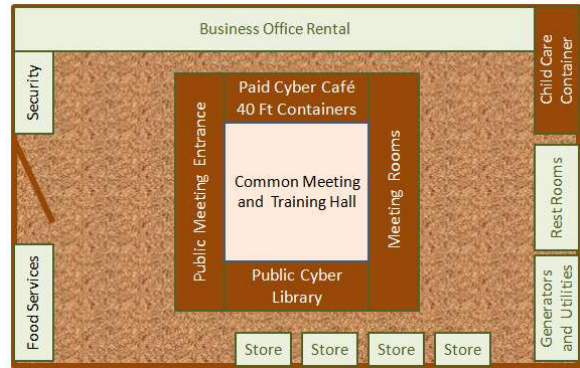 Business Office Rental
Child Care
Container
Security
Paid Cyber Café
40 Ft Containers
Public Meeting Entrance
Common Meeting
and Training Hall
Meeting Rooms
Rest Rooms
Public Cyber
Library
Food Services
Generators
and Utilities
Store
Store
Store
Store